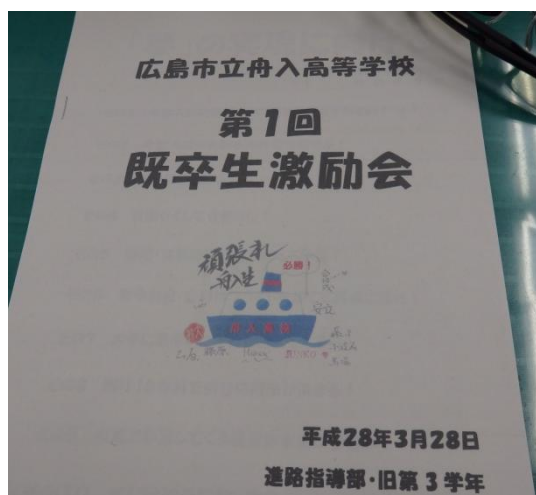 広島市立舟入高等学校
第1回
既卒生激励会
頑張れ
舟入生
必勝!
平成28年3月28日
進路指導部・旧第3学年